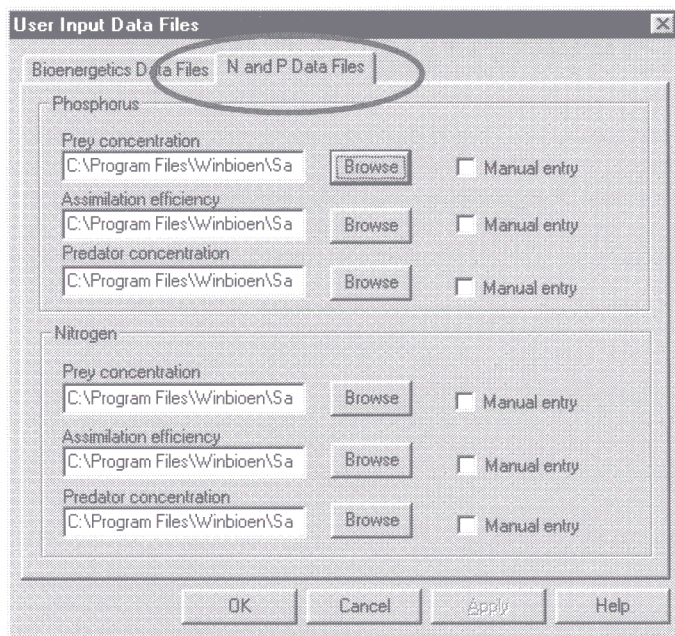 User Input Data Files
Bioenergetics Data Files N and P Data Files
Phosphorus
Prey concentration
C:\Program Files\Winbioen\Sa Browse Manual entry
Assimilation efficiency
C:\Program Files\Winbioen\Sa Browse Manual entry
Predator concentration
C:\Program Files\Winbioen\Sa Browse Manual entry
Nitrogen
Prey concentration
C:\Program Files\Winbioen\Sa Browse Manual entry
Assimilation efficiency
C:\Program Files\Winbioen\Sa Browse Manual entry
Predator concentration
C:\Program Files\Winbioen\Sa Browse Manual entry
OK Cancel Apply Help